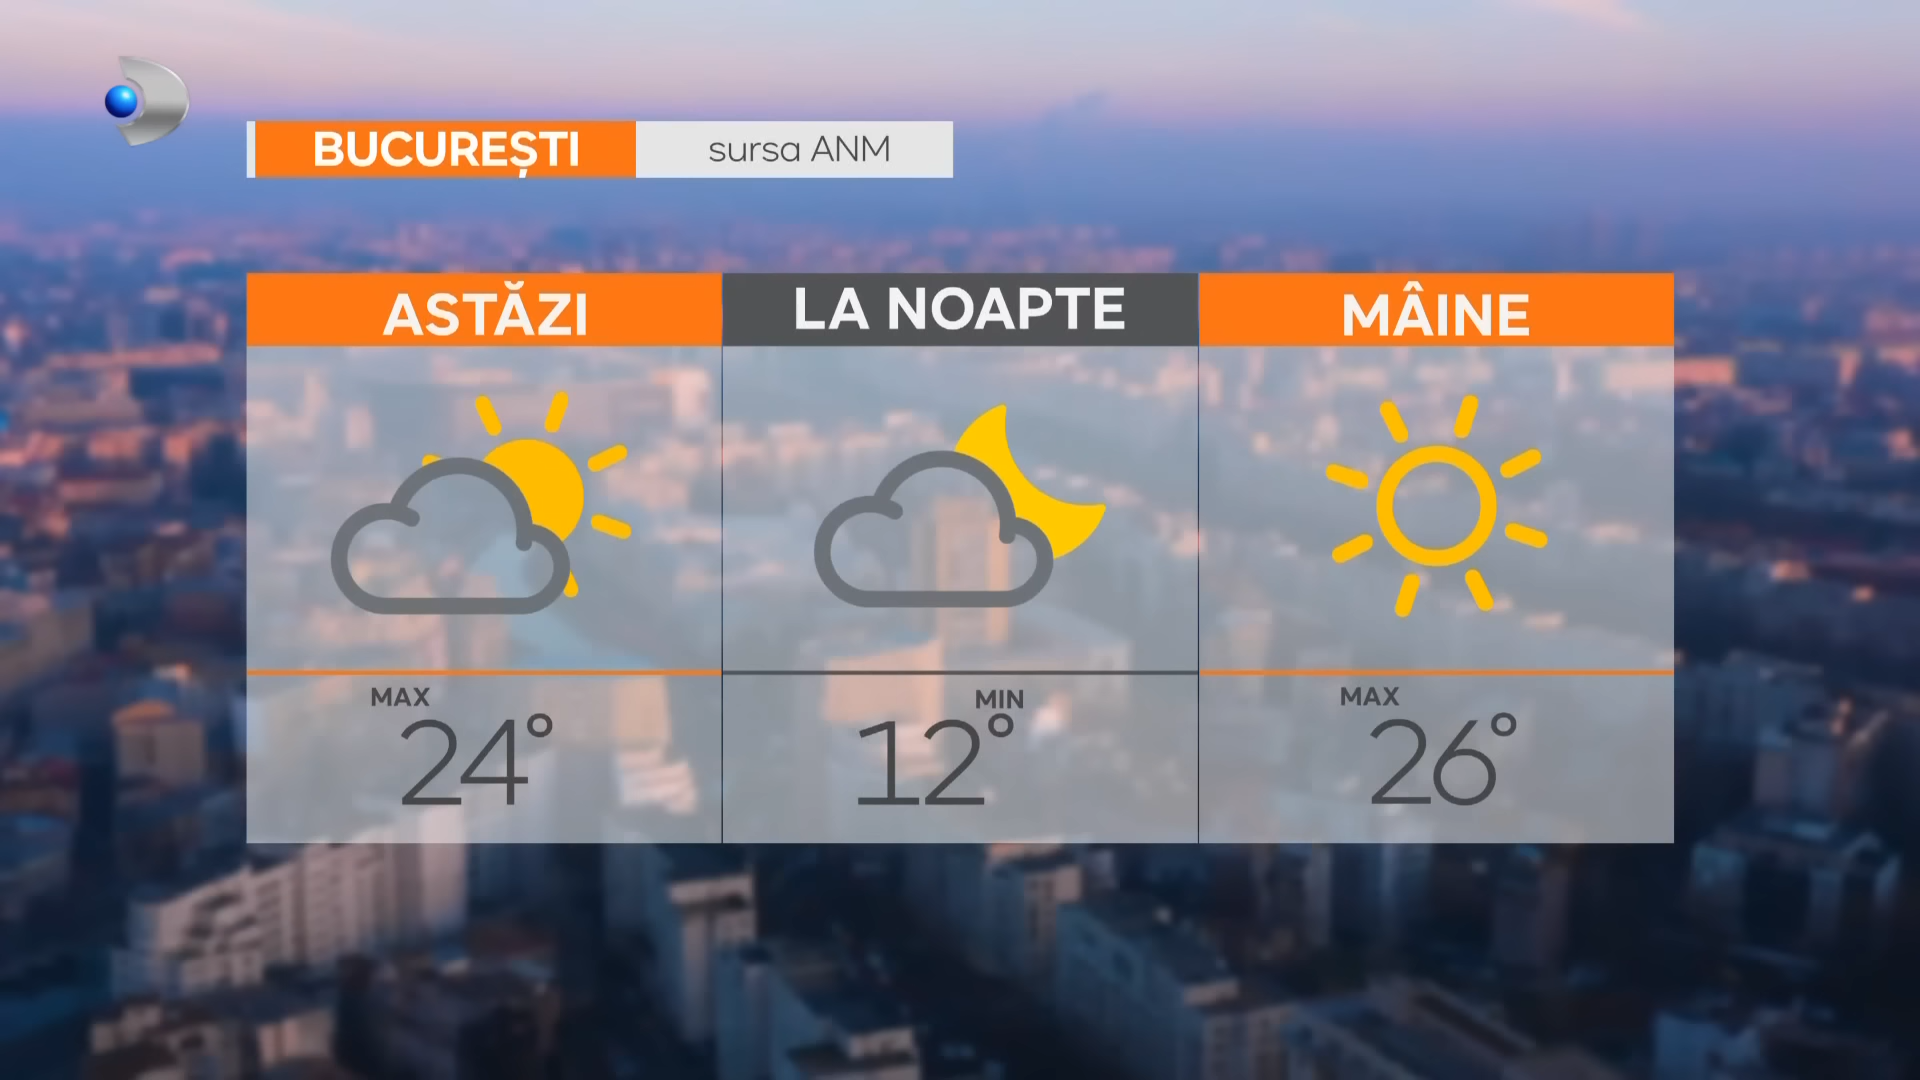 BUCUREȘTI
sursa ANM
ASTĂZI
LA NOAPTE
MÂINE
MAX
24°
MIN
12°
MAX
26°